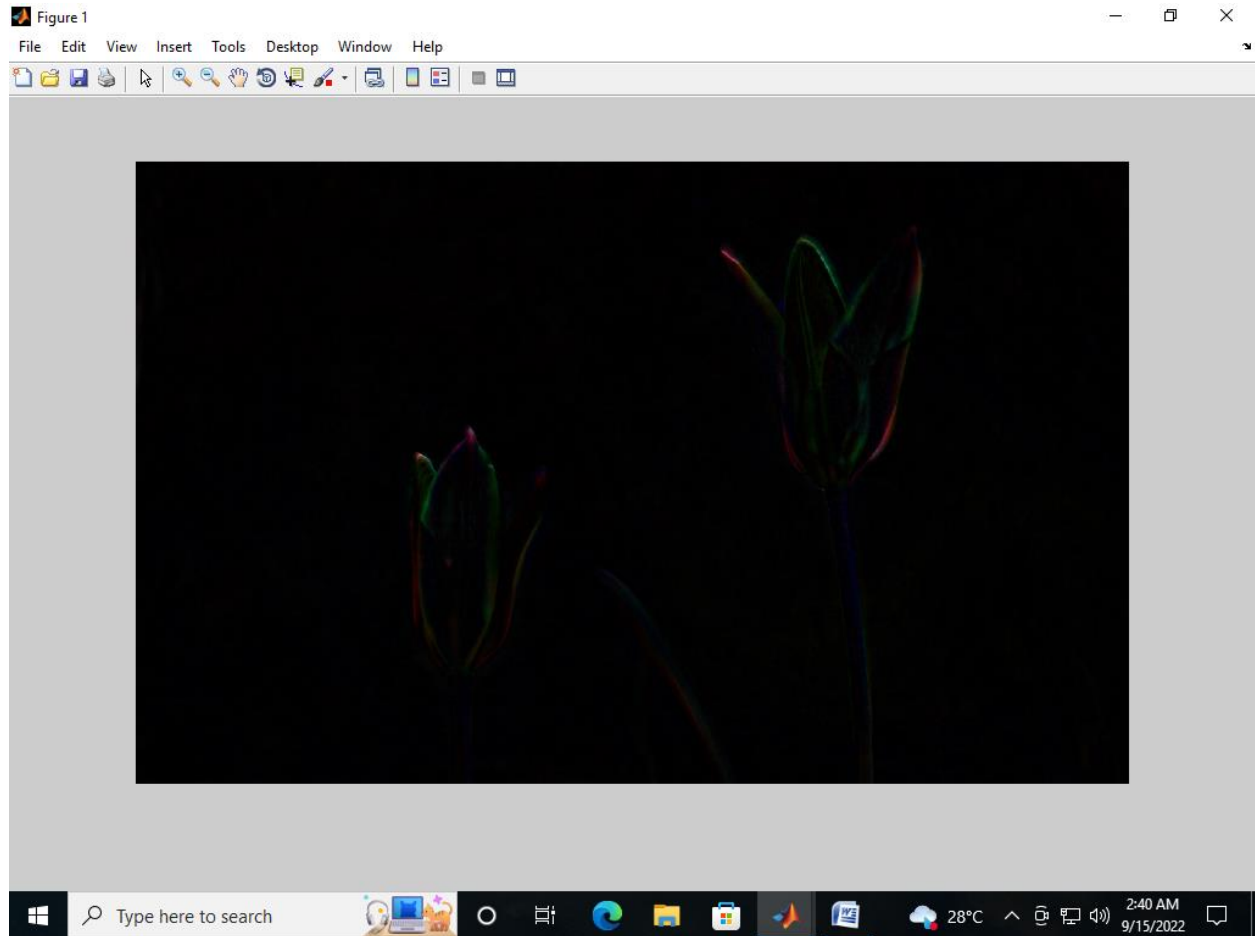 Figure 1
File Edit View Insert Tools Desktop Window Help
Type here to search
28°C
2:40 AM
9/15/2022